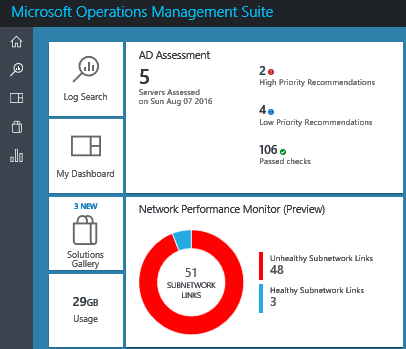 Microsoft Operations Management Suite
Log Search
My Dashboard
3 NEW
Solutions
Gallery
29GB
Usage
AD Assessment
5
Servers Assessed
on Sun Aug 07 2016
2
High Priority Recommendations
4
Low Priority Recommendations
106
Passed checks
Network Performance Monitor (Preview)
51
SUBNETWORK
LINKS
Unhealthy Subnetwork Links
48
Healthy Subnetwork Links
3